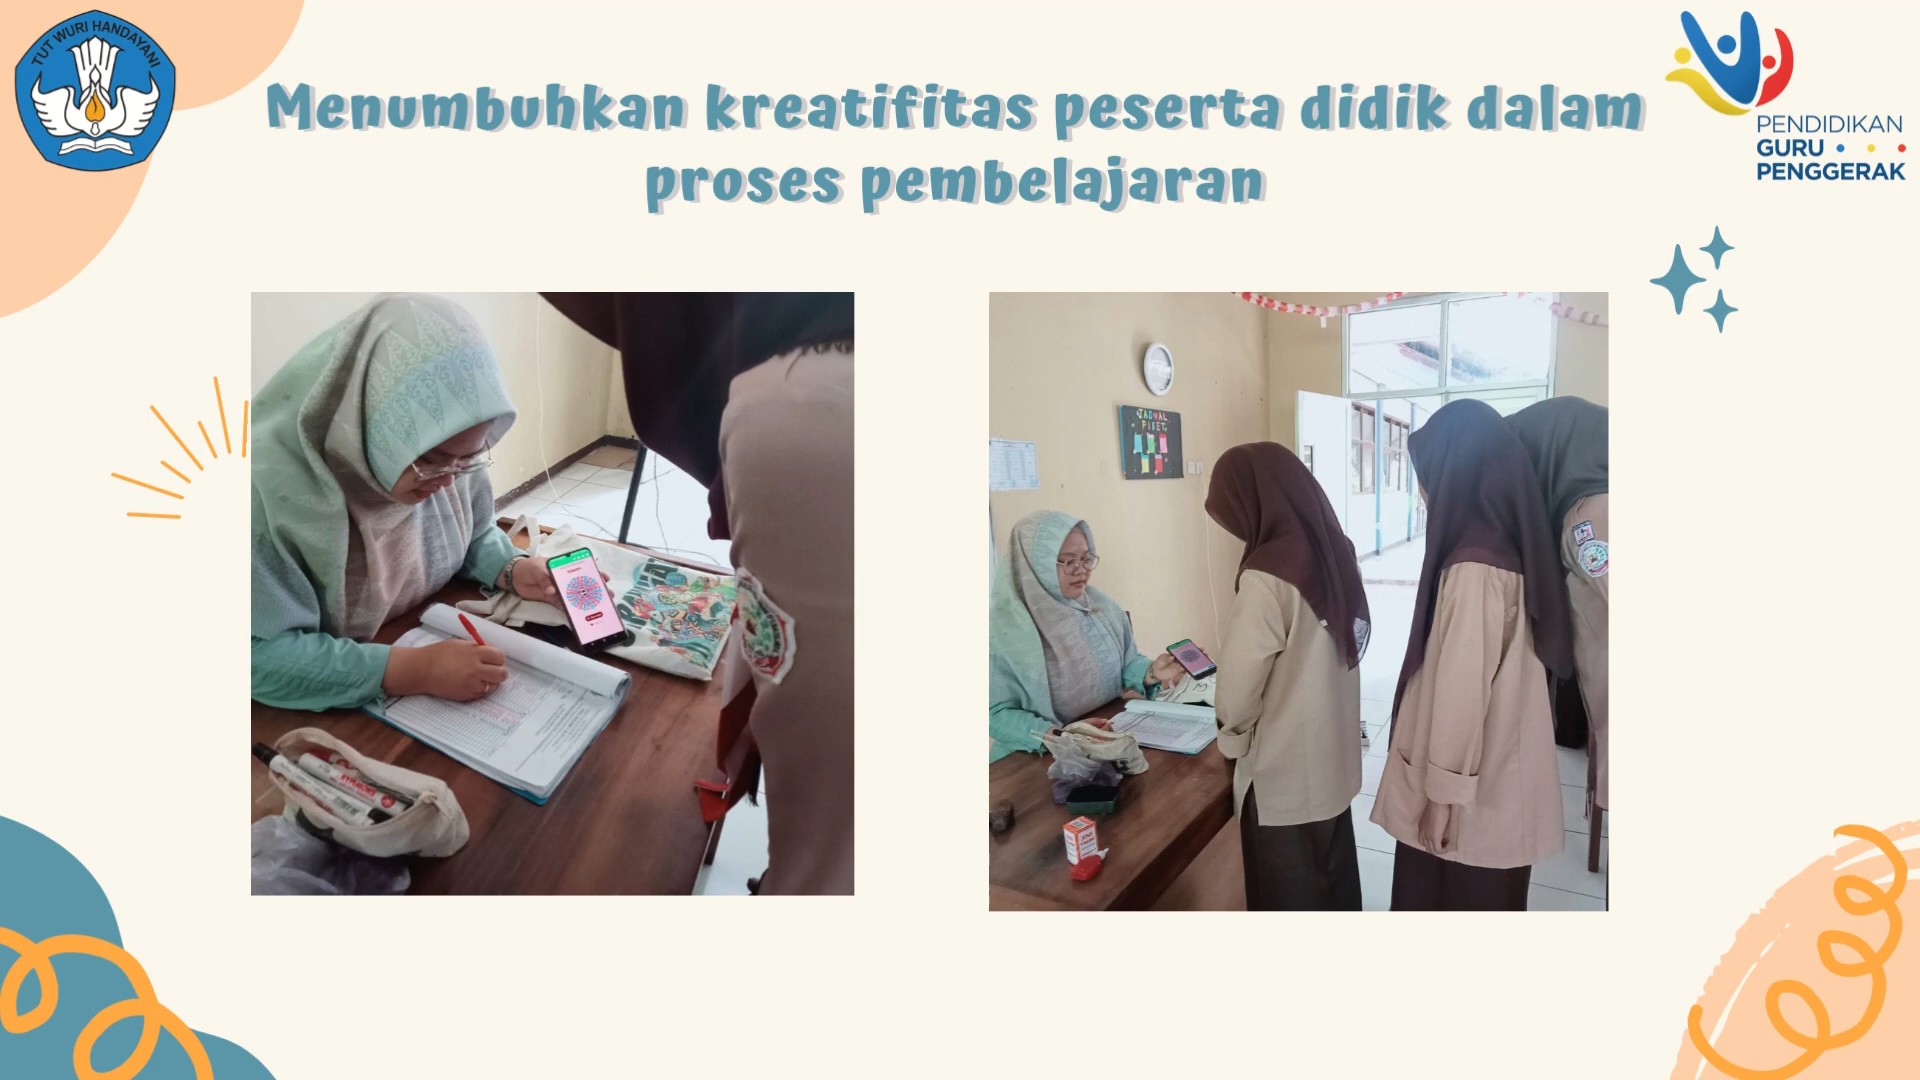 TUT WURI HANDAYANI
Menumbuhkan kreatifitas peserta didik dalam
proses pembelajaran
PENDIDIKAN
GURU
PENGGERAK
JADWAL
PIKET